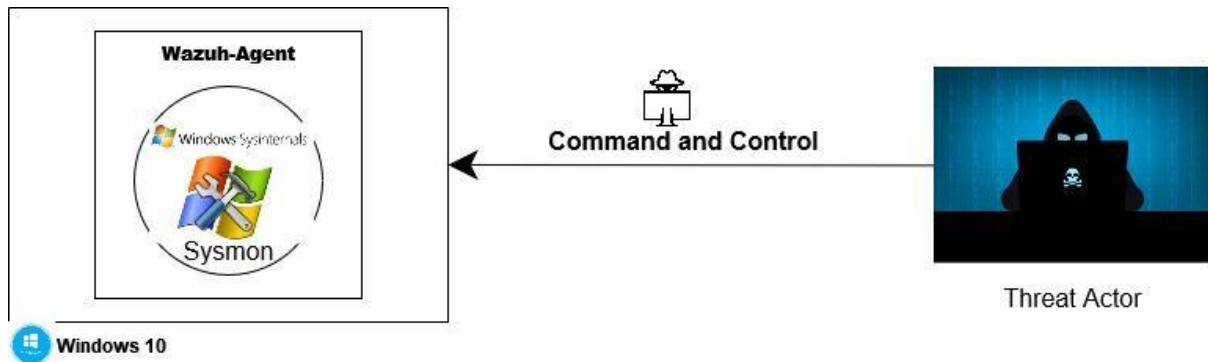 Wazuh-Agent
Windows Sysinternals
Sysmon
Command and Control
Threat Actor
Windows 10